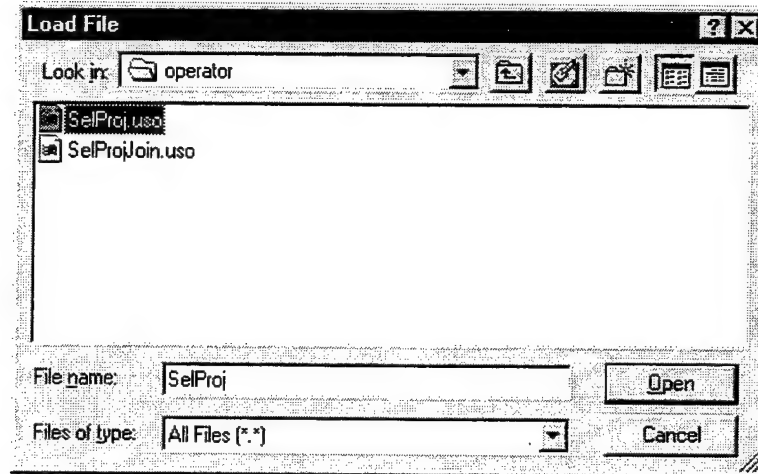 Load File
Look in: operator
SelProj.uso
SelProjJoin.uso
File name: SelProj Open
Files of type: All Files (*.*) Cancel